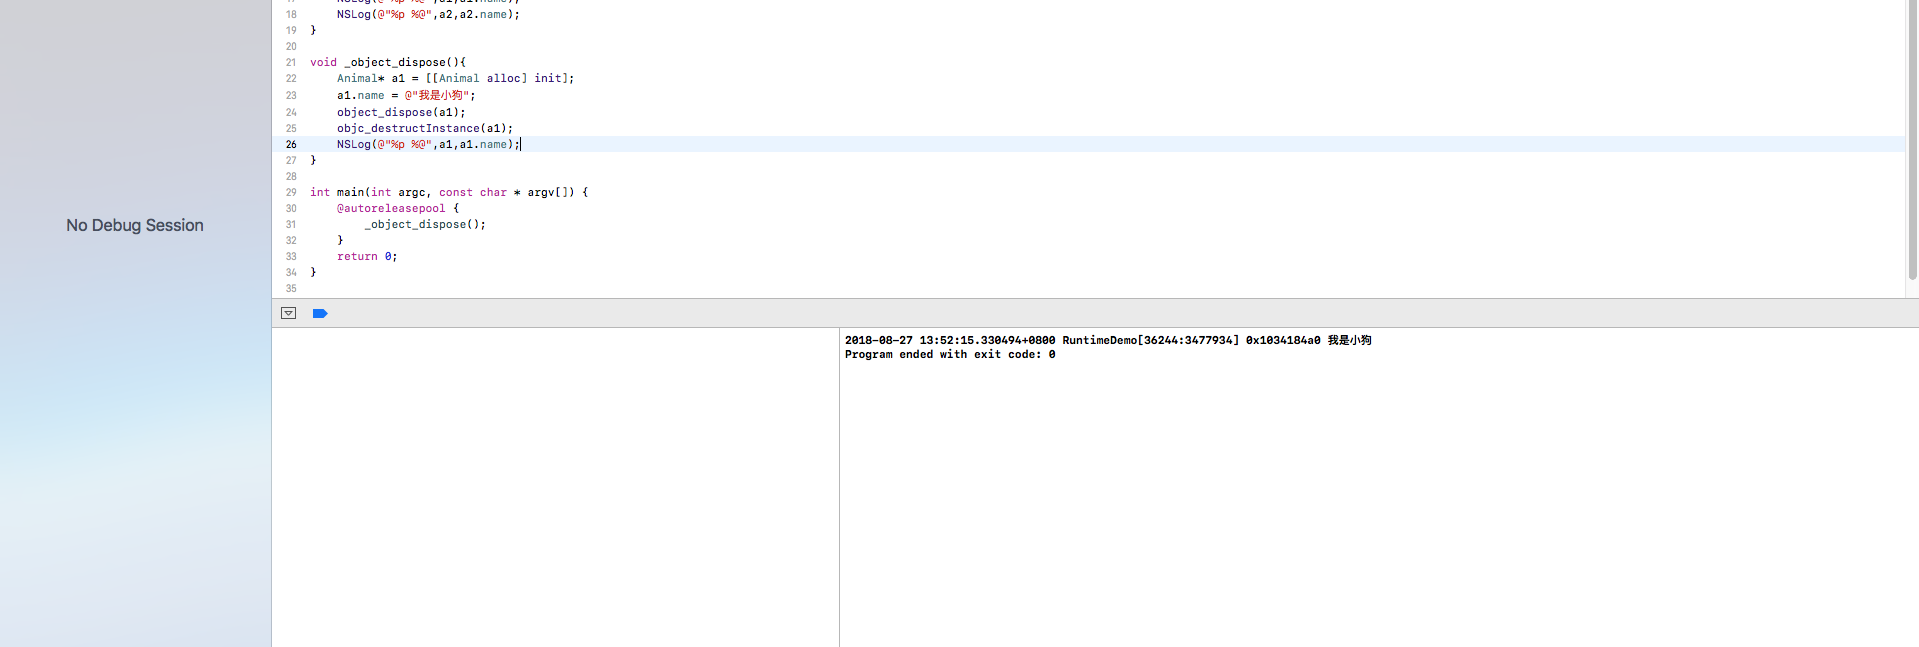 No Debug Session
18 NSLog(@"%p %@",a2,a2.name);
19 }
20
21 void _object_dispose(){
22 Animal* a1 = [[Animal alloc] init];
23 a1.name = @"我是小狗";
24 object_dispose(a1);
25 objc_destructInstance(a1);
26 NSLog(@"%p %@",a1,a1.name);
27 }
28
29 int main(int argc, const char * argv[]) {
30 @autoreleasepool {
31 _object_dispose();
32 }
33 return 0;
34 }
35
2018-08-27 13:52:15.330494+0800 RuntimeDemo[36244:3477934] 0x1034184a0 我是小狗
Program ended with exit code: 0